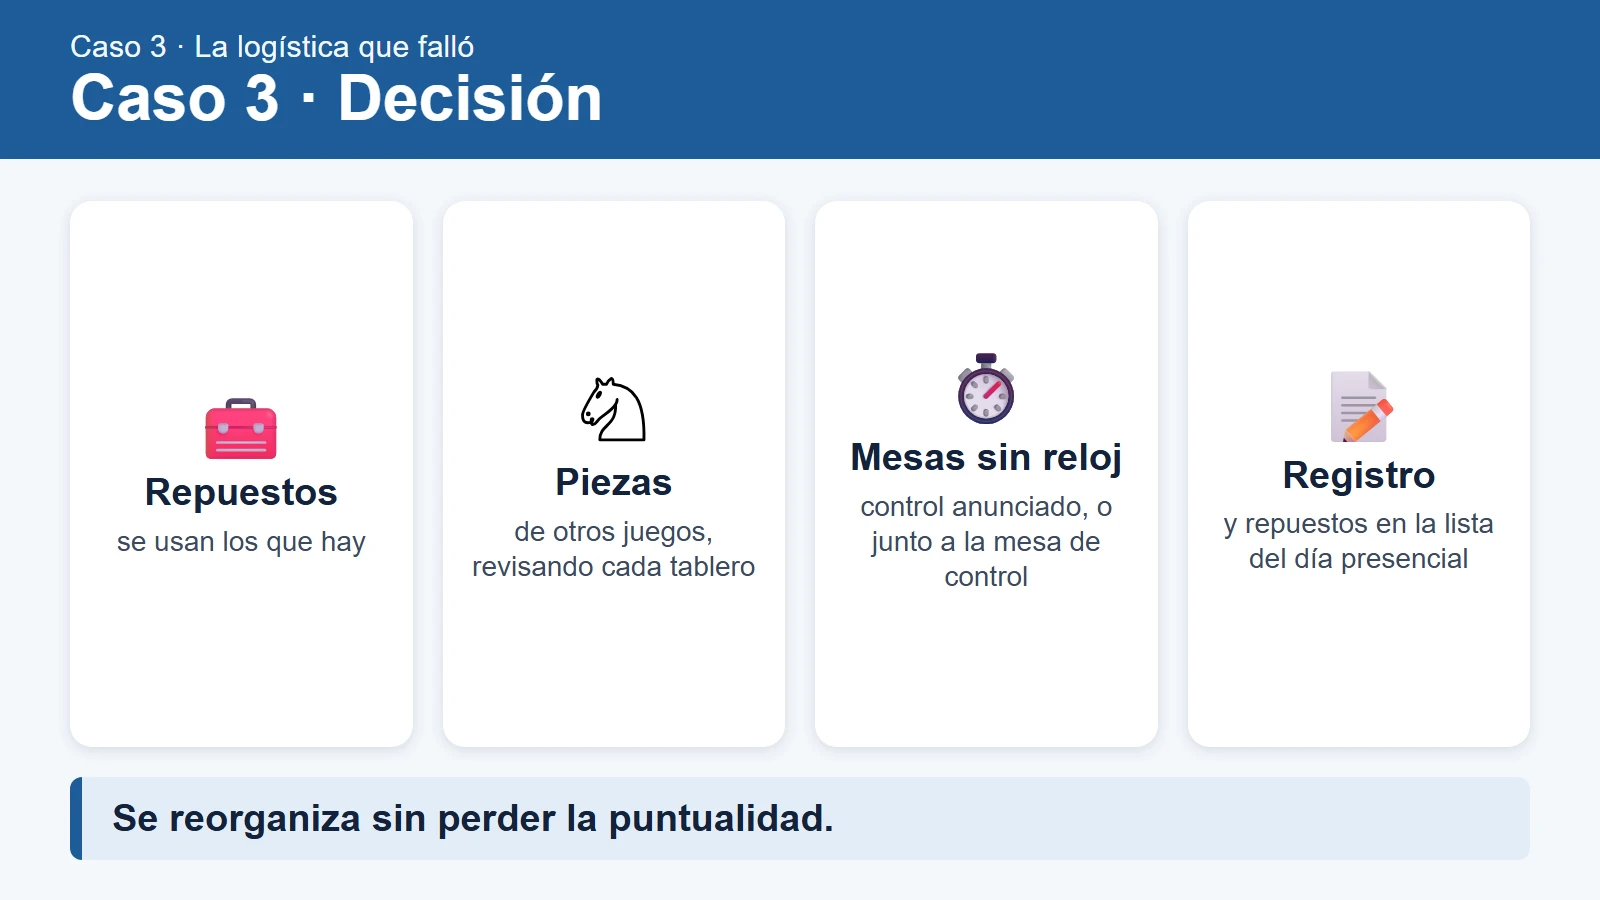 Caso 3 · La logística que falló
Caso 3 · Decisión
Repuestos
se usan los que hay
Piezas
de otros juegos,
revisando cada tablero
Mesas sin reloj
control anunciado, o
junto a la mesa de
control
Registro
y repuestos en la lista
del día presencial
Se reorganiza sin perder la puntualidad.